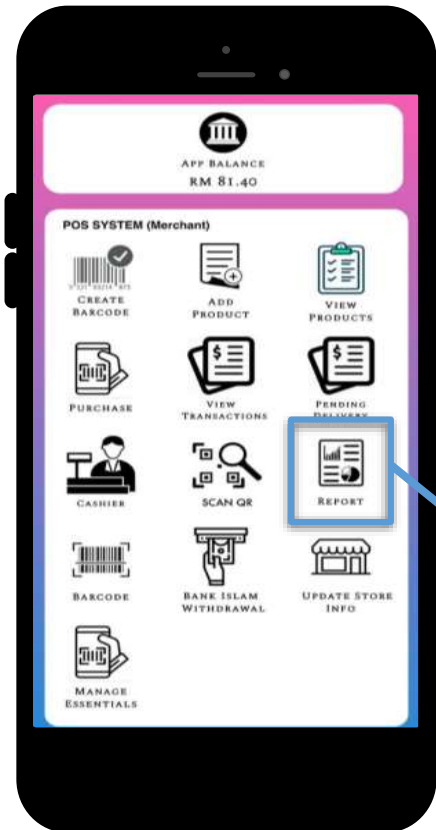 APP BALANCE
RM 81.40
POS SYSTEM (Merchant)
CREATE
BARCODE
ADD
PRODUCT
VIEW
PRODUCTS
PURCHASE
VIEW
TRANSACTIONS
PENDING
DELIVERY
CASHIER
SCAN QR
REPORT
BARCODE
BANK ISLAM
WITHDRAWAL
UPDATE STORE
INFO
MANAGE
ESSENTIALS